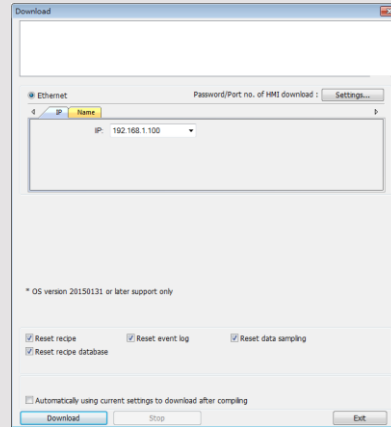 Download
Ethernet Password/Port no. of HMI download : Settings...
IP Name
IP: 192.168.1.100
* OS version 20150131 or later support only
Reset recipe Reset event log Reset data sampling
Reset recipe database
Automatically using current settings to download after compiling
Download Stop Exit